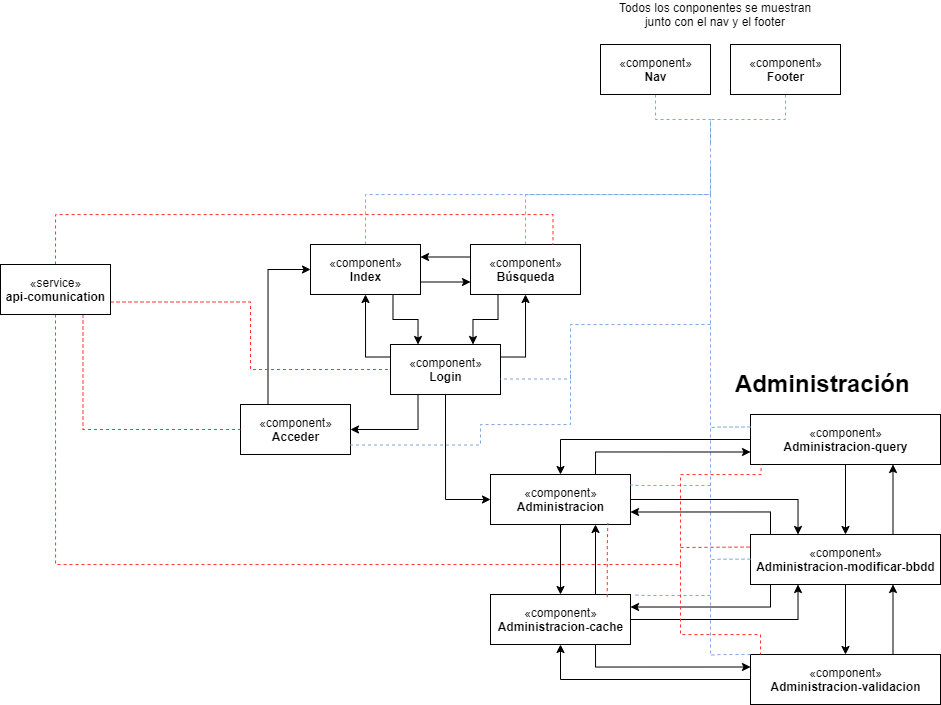 Todos los conponentes se muestran
junto con el nav y el footer
«component»
Nav
«component»
Footer
«component»
Index
«component»
Búsqueda
«service»
api-comunication
«component»
Login
Administración
«component»
Acceder
«component»
Administracion-query
«component»
Administracion
«component»
Administracion-modificar-bbdd
«component»
Administracion-cache
«component»
Administracion-validacion